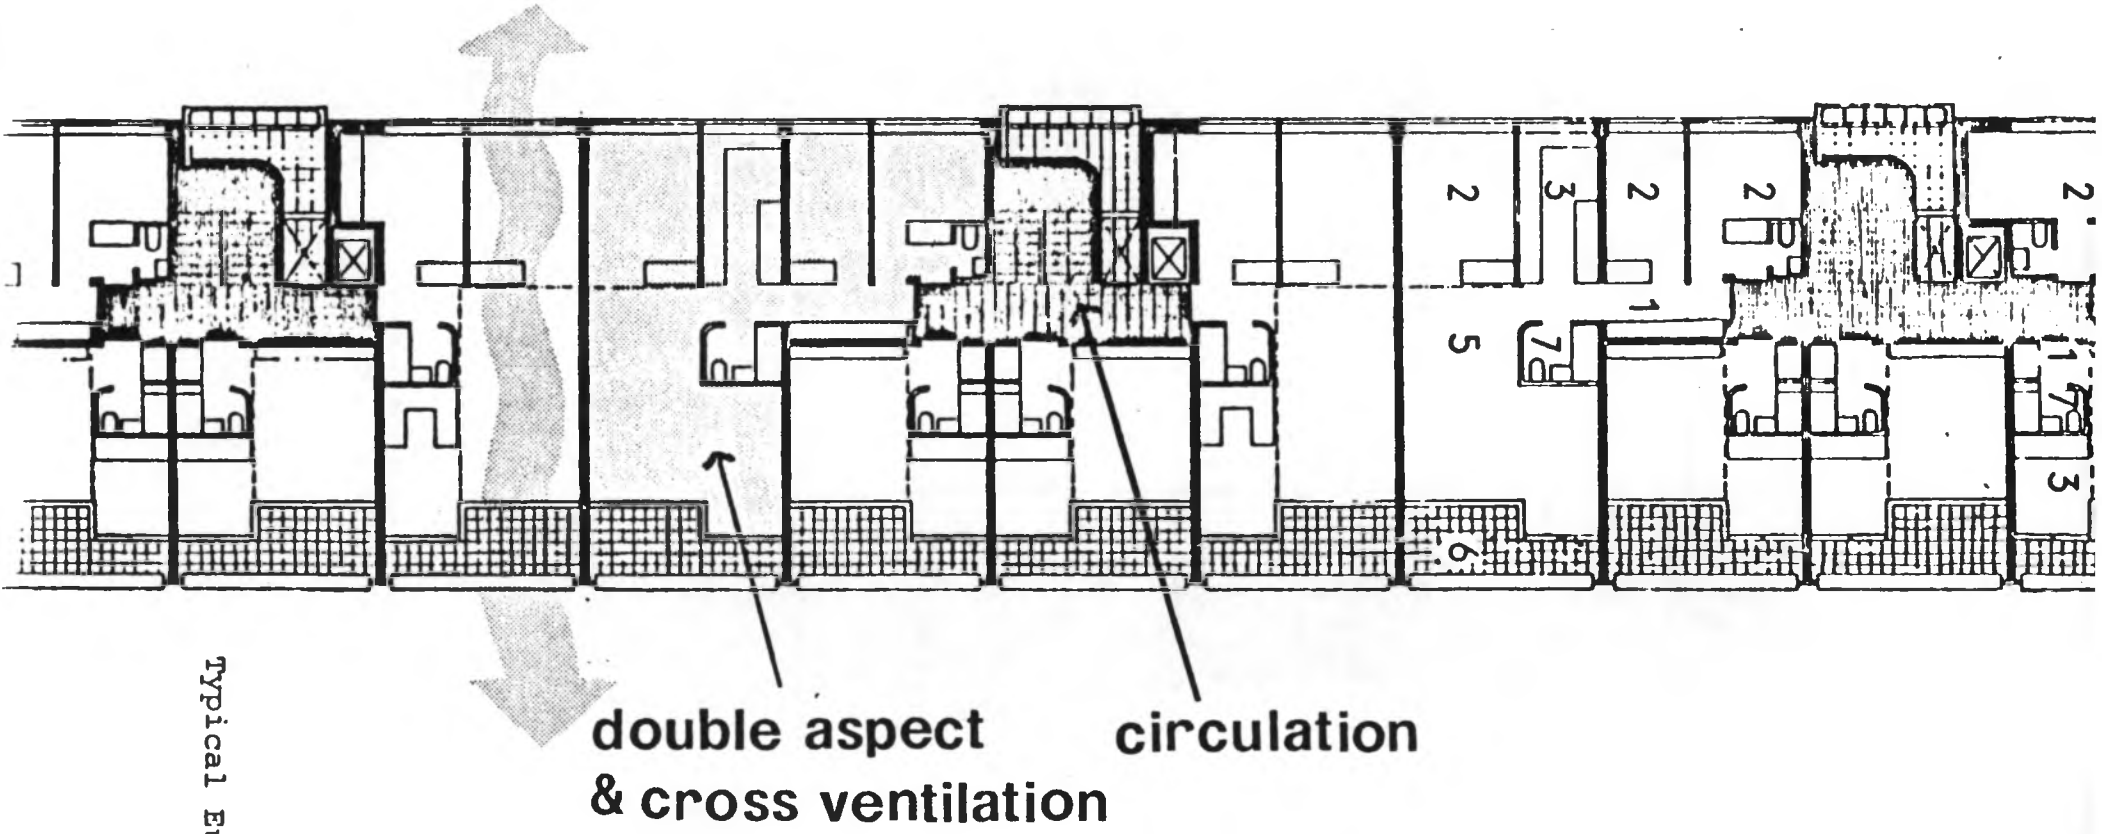 2 3 2 2 2
1
5 7 1
7
3
6
double aspect
& cross ventilation
circulation
Typical